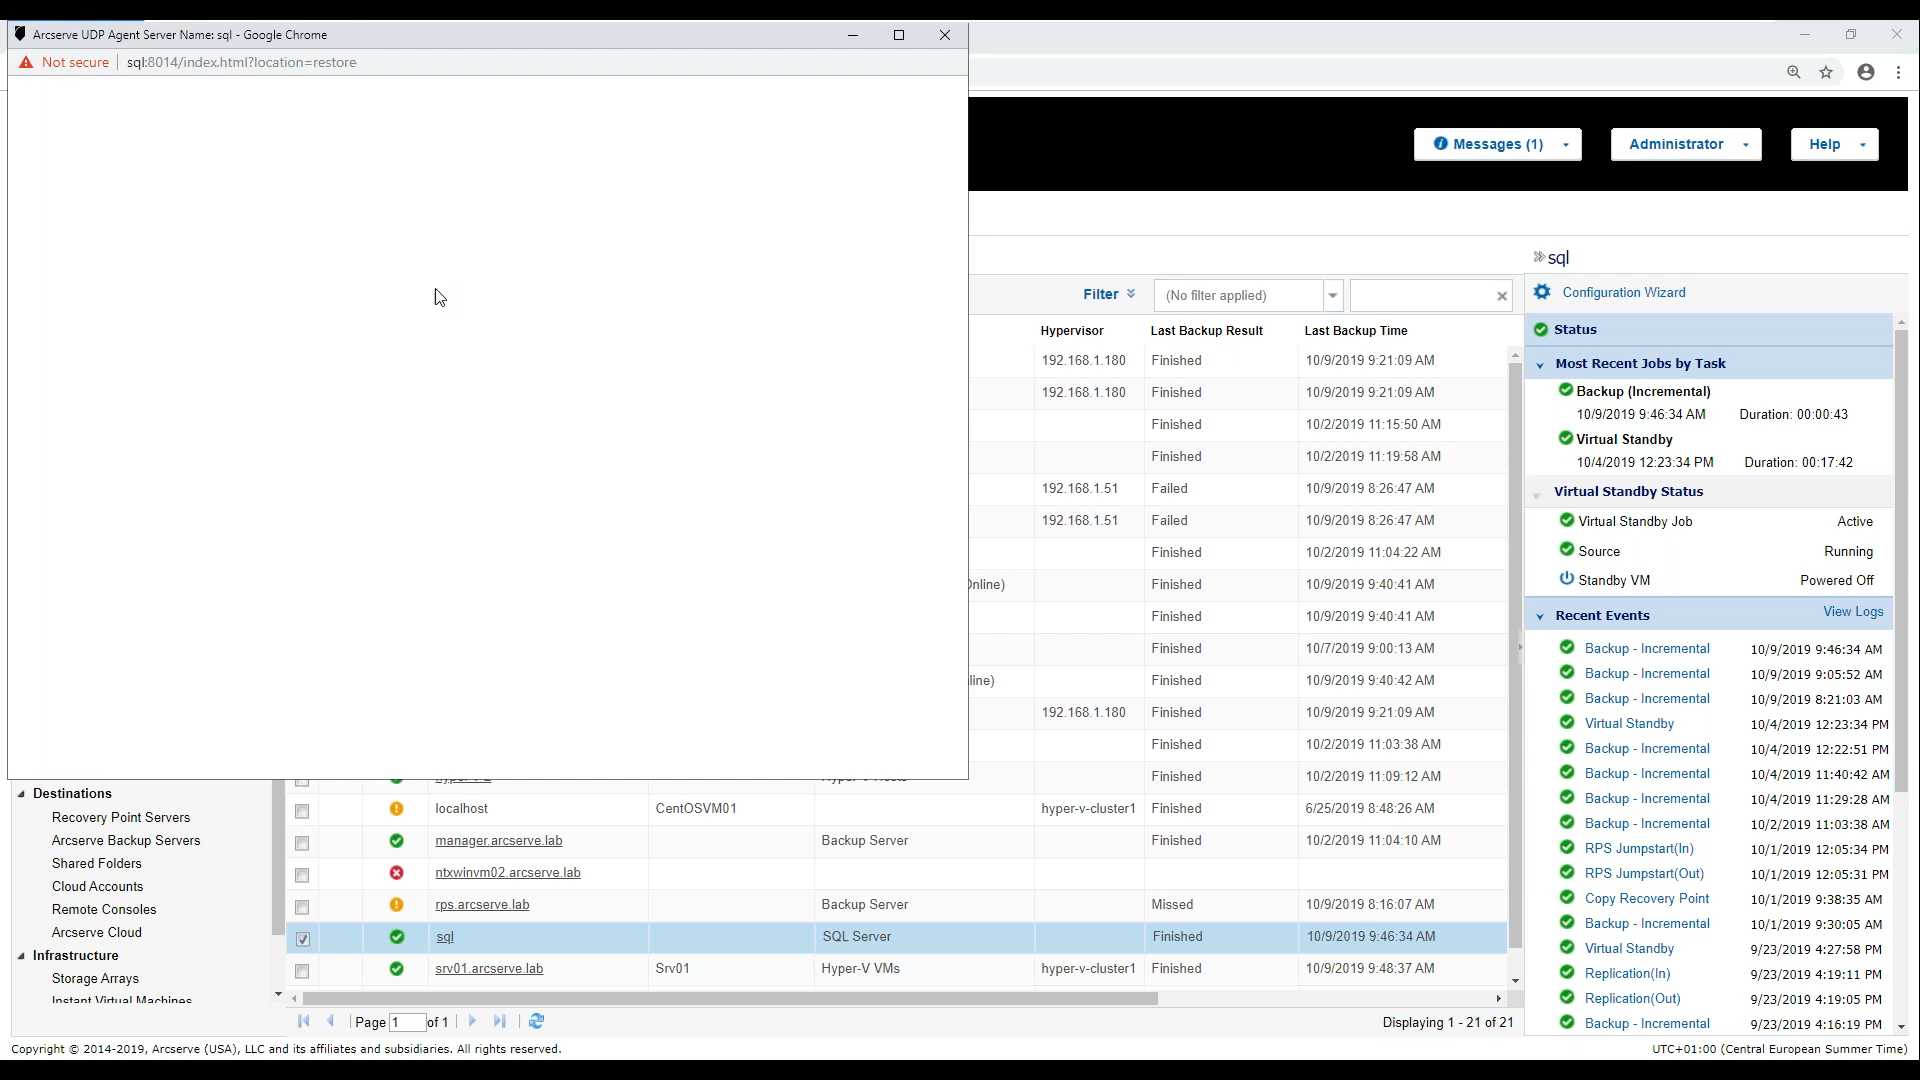 Arcserve UDP Agent Server Name: sql - Google Chrome
Not secure sql:8014/index.html?location=restore
Messages (1) Administrator Help
sql
Filter (No filter applied) Configuration Wizard
Hypervisor Last Backup Result Last Backup Time
192.168.1.180 Finished 10/9/2019 9:21:09 AM
192.168.1.180 Finished 10/9/2019 9:21:09 AM
Finished 10/2/2019 11:15:50 AM
Finished 10/2/2019 11:19:58 AM
192.168.1.51 Failed 10/9/2019 8:26:47 AM
192.168.1.51 Failed 10/9/2019 8:26:47 AM
Finished 10/2/2019 11:04:22 AM
Finished 10/9/2019 9:40:41 AM
Finished 10/9/2019 9:40:41 AM
Finished 10/7/2019 9:00:13 AM
line) Finished 10/9/2019 9:40:42 AM
192.168.1.180 Finished 10/9/2019 9:21:09 AM
Finished 10/2/2019 11:03:38 AM
Finished 10/2/2019 11:09:12 AM
localhost CentOSVM01 hyper-v-cluster1 Finished 6/25/2019 8:48:26 AM
manager.arcserve.lab Backup Server Finished 10/2/2019 11:04:10 AM
ntxwinvm02.arcserve.lab
rps.arcserve.lab Backup Server Missed 10/9/2019 8:16:07 AM
sql SQL Server Finished 10/9/2019 9:46:34 AM
srv01.arcserve.lab Srv01 Hyper-V VMs hyper-v-cluster1 Finished 10/9/2019 9:48:37 AM
Page 1 of 1 Displaying 1 - 21 of 21
Destinations
Recovery Point Servers
Arcserve Backup Servers
Shared Folders
Cloud Accounts
Remote Consoles
Arcserve Cloud
Infrastructure
Storage Arrays
Instant Virtual Machines
Status
Most Recent Jobs by Task
Backup (Incremental)
10/9/2019 9:46:34 AM Duration: 00:00:43
Virtual Standby
10/4/2019 12:23:34 PM Duration: 00:17:42
Virtual Standby Status
Virtual Standby Job Active
Source Running
Standby VM Powered Off
Recent Events View Logs
Backup - Incremental 10/9/2019 9:46:34 AM
Backup - Incremental 10/9/2019 9:05:52 AM
Backup - Incremental 10/9/2019 8:21:03 AM
Virtual Standby 10/4/2019 12:23:34 PM
Backup - Incremental 10/4/2019 12:22:51 PM
Backup - Incremental 10/4/2019 11:40:42 AM
Backup - Incremental 10/4/2019 11:29:28 AM
Backup - Incremental 10/2/2019 11:03:38 AM
RPS Jumpstart(In) 10/1/2019 12:05:34 PM
RPS Jumpstart(Out) 10/1/2019 12:05:31 PM
Copy Recovery Point 10/1/2019 9:38:35 AM
Backup - Incremental 10/1/2019 9:30:05 AM
Virtual Standby 9/23/2019 4:27:58 PM
Replication(In) 9/23/2019 4:19:11 PM
Replication(Out) 9/23/2019 4:19:05 PM
Backup - Incremental 9/23/2019 4:16:19 PM
Copyright © 2014-2019, Arcserve (USA), LLC and its affiliates and subsidiaries. All rights reserved. UTC+01:00 (Central European Summer Time)